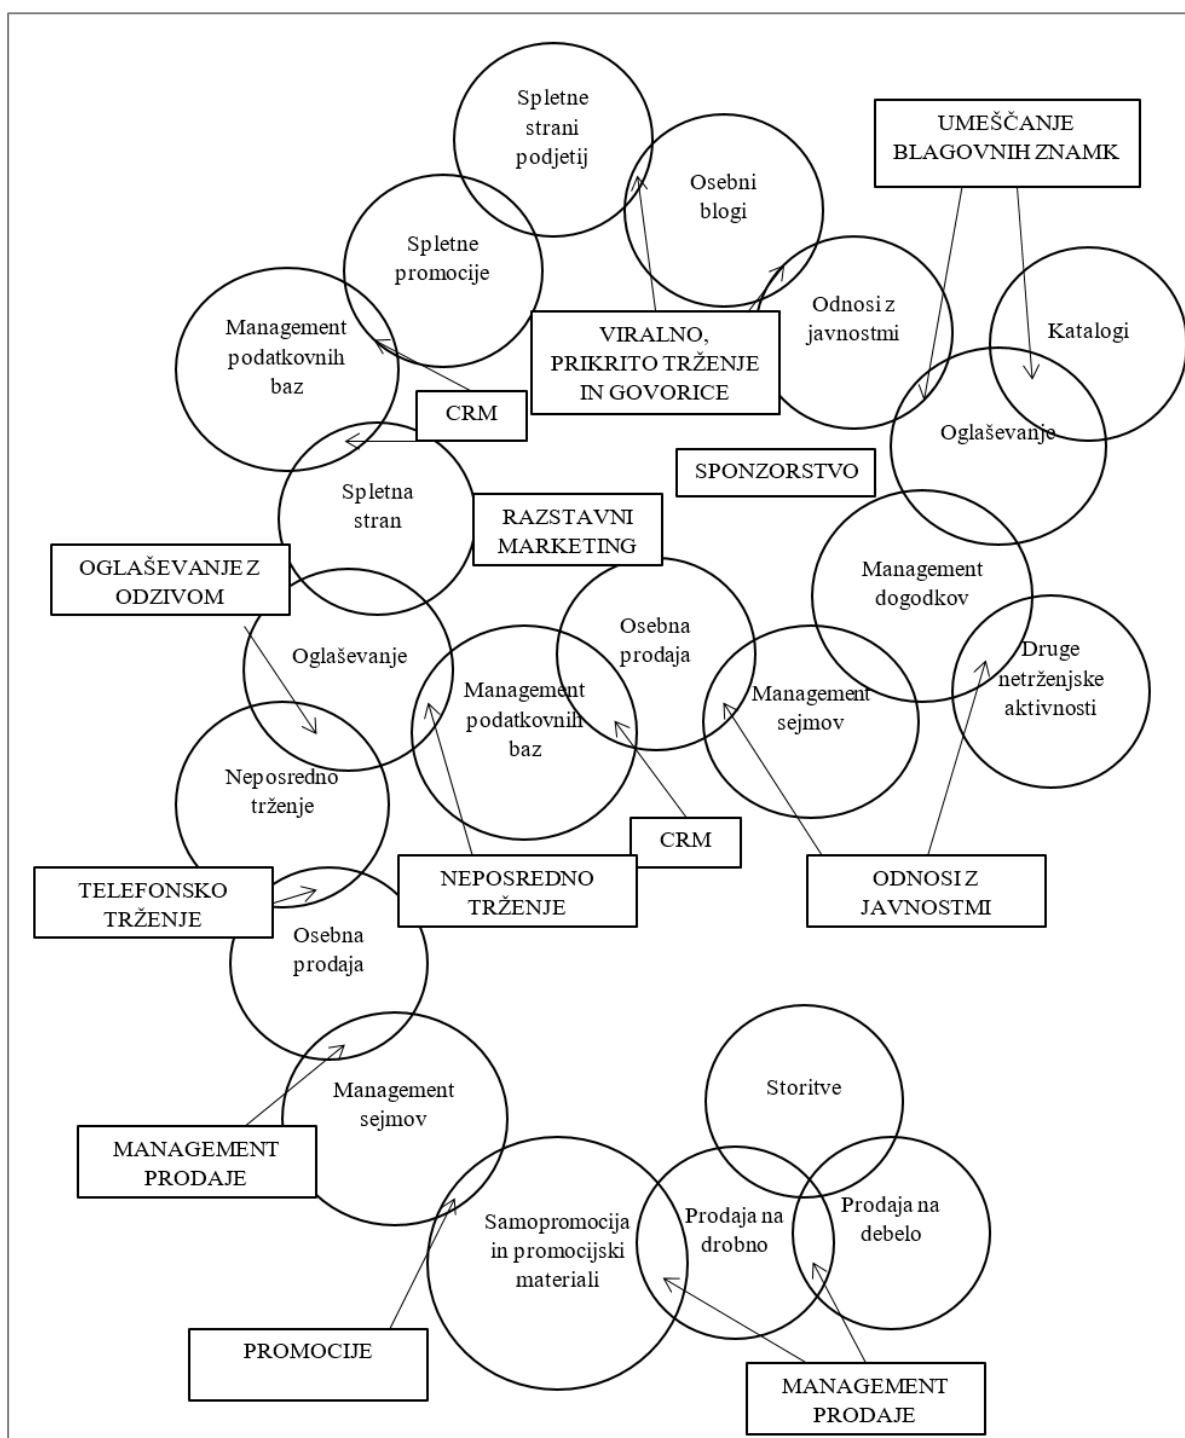 Spletne
strani
podjetij
UMEŠČANJE
BLAGOVNIH ZNAMK
Osebni
blogi
Spletne
promocije
Odnosi z
javnostmi
Katalogi
Management
podatkovnih
baz
VIRALNO,
PRIKRITO TRŽENJE
IN GOVORICE
CRM
Oglaševanje
SPONZORSTVO
Spletna
stran
RAZSTAVNI
MARKETING
OGLAŠEVANJE Z
ODZIVOM
Management
dogodkov
Osebna
prodaja
Oglaševanje
Druge
netrženjske
aktivnosti
Management
podatkovnih
baz
Management
sejmov
Neposredno
trženje
CRM
TELEFONSKO
TRŽENJE
NEPOSREDNO
TRŽENJE
ODNOSI Z
JAVNOSTMI
Osebna
prodaja
Storitve
Management
sejmov
MANAGEMENT
PRODAJE
Samopromocija
in promocijski
materiali
Prodaja na
drobno
Prodaja na
debelo
PROMOCIJE
MANAGEMENT
PRODAJE